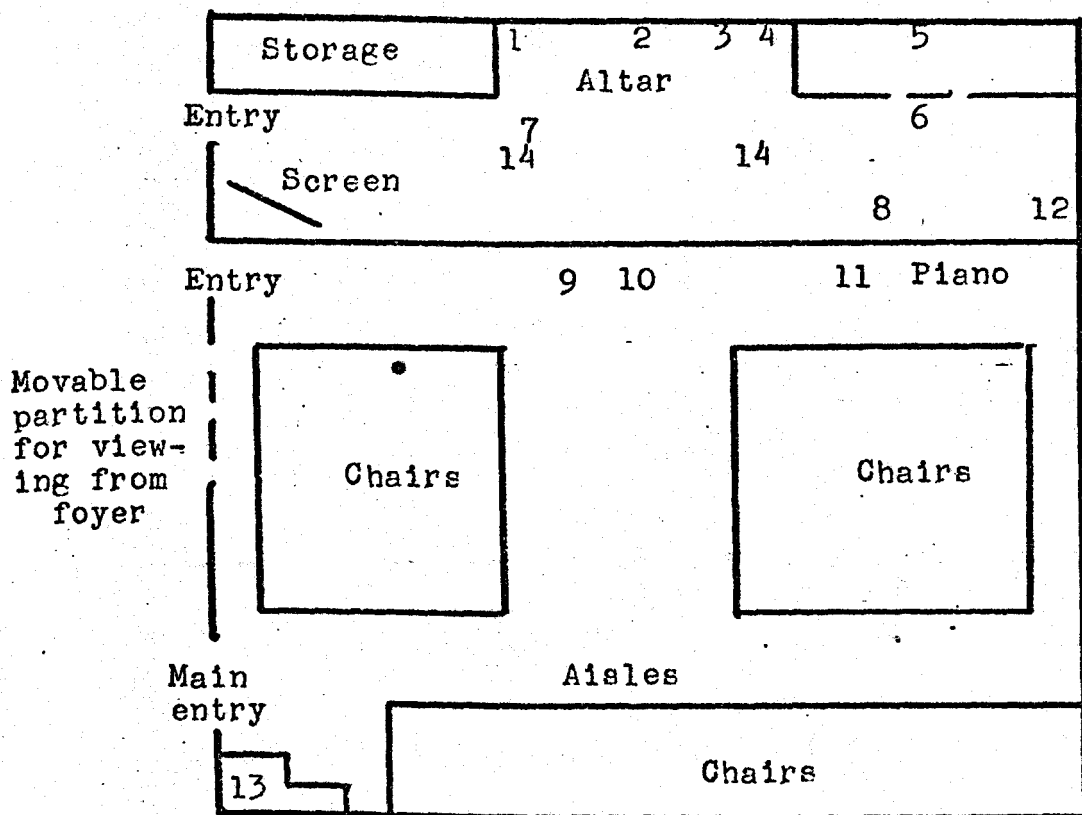 Storage 1 2 3 4 5
Altar
Entry 6
7
14 14
Screen
8 12
Entry 9 10 11 Piano
Movable
partition
for view-
ing from
foyer
Chairs Chairs
Main
entry
Aisles
Chairs
13